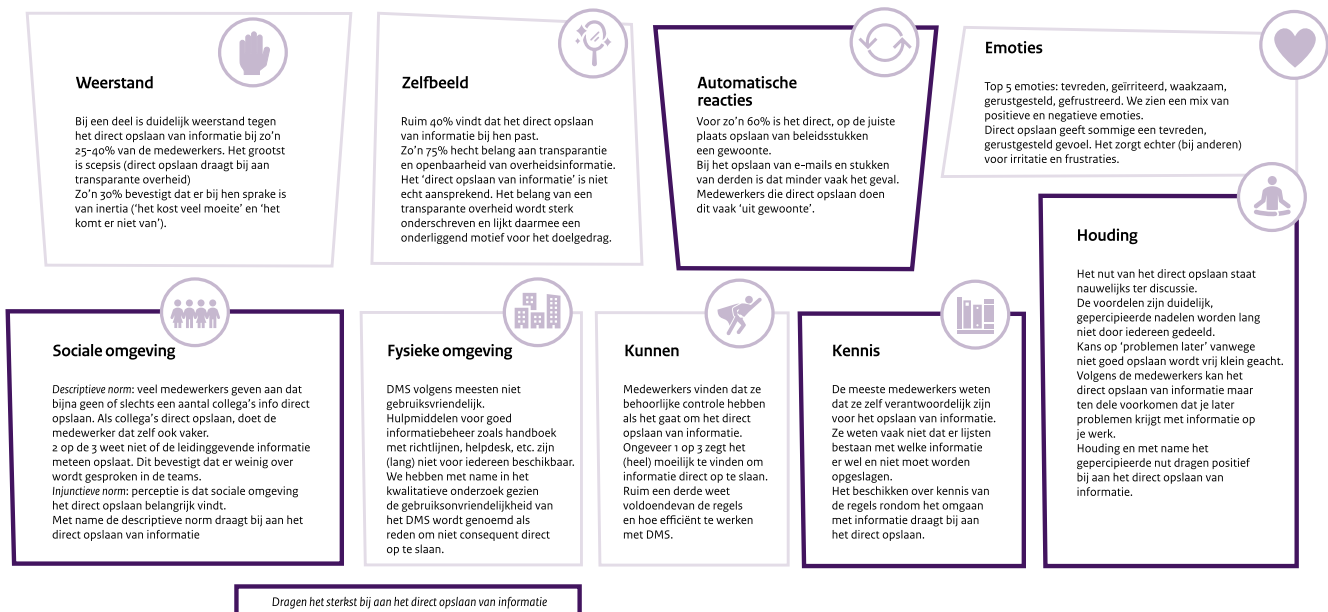 Weerstand
Bij een deel is duidelijk weerstand tegen
het direct opslaan van informatie bij zo’n
25-40% van de medewerkers. Het grootst
is scepsis (direct opslaan draagt bij aan
transparante overheid)
Zo’n 30% bevestigt dat er bij hen sprake is
van inertia (‘het kost veel moeite’ en ‘het
komt er niet van’).
Zelfbeeld
Ruim 40% vindt dat het direct opslaan
van informatie bij hen past.
Zo’n 75% hecht belang aan transparantie
en openbaarheid van overheidsinformatie.
Het ‘direct opslaan van informatie’ is niet
echt aansprekend. Het belang van een
transparante overheid wordt sterk
onderschreven en lijkt daarmee een
onderliggend motief voor het doelgedrag.
Automatische
reacties
Voor zo’n 60% is het direct, op de juiste
plaats opslaan van beleidsstukken
een gewoonte.
Bij het opslaan van e-mails en stukken
van derden is dat minder vaak het geval.
Medewerkers die direct opslaan doen
dit vaak ‘uit gewoonte’.
Emoties
Top 5 emoties: tevreden, geïrriteerd, waakzaam,
gerustgesteld, gefrustreerd. We zien een mix van
positieve en negatieve emoties.
Direct opslaan geeft sommige een tevreden,
gerustgesteld gevoel. Het zorgt echter (bij anderen)
voor irritatie en frustraties.
Sociale omgeving
Descriptieve norm: veel medewerkers geven aan dat
bijna geen of slechts een aantal collega’s info direct
opslaan. Als collega’s direct opslaan, doet de
medewerker dat zelf ook vaker.
2 op de 3 weet niet of de leidinggevende informatie
meteen opslaat. Dit bevestigt dat er weinig over
wordt gesproken in de teams.
Injunctieve norm: perceptie is dat sociale omgeving
het direct opslaan belangrijk vindt.
Met name de descriptieve norm draagt bij aan het
direct opslaan van informatie
Fysieke omgeving
DMS volgens meesten niet
gebruiksvriendelijk.
Hulpmiddelen voor goed
informatiebeheer zoals handboek
met richtlijnen, helpdesk, etc. zijn
(lang) niet voor iedereen beschikbaar.
We hebben met name in het
kwalitatieve onderzoek gezien
de gebruiksonvriendelijkheid van
het DMS wordt genoemd als
reden om niet consequent direct
op te slaan.
Kunnen
Medewerkers vinden dat ze
behoorlijke controle hebben
als het gaat om het direct
opslaan van informatie.
Ongeveer 1 op 3 zegt het
(heel) moeilijk te vinden om
informatie direct op te slaan.
Ruim een derde weet
voldoendevan de regels
en hoe efficiënt te werken
met DMS.
Kennis
De meeste medewerkers weten
dat ze zelf verantwoordelijk zijn
voor het opslaan van informatie.
Ze weten vaak niet dat er lijsten
bestaan met welke informatie
er wel en niet moet worden
opgeslagen.
Het beschikken over kennis van
de regels rondom het omgaan
met informatie draagt bij aan
het direct opslaan.
Houding
Het nut van het direct opslaan staat
nauwelijks ter discussie.
De voordelen zijn duidelijk,
gepercipieerde nadelen worden lang
niet door iedereen gedeeld.
Kans op ‘problemen later’ vanwege
niet goed opslaan wordt vrij klein geacht.
Volgens de medewerkers kan het
direct opslaan van informatie maar
ten dele voorkomen dat je later
problemen krijgt met informatie op
je werk.
Houding en met name het
gepercipieerde nut dragen positief
bij aan het direct opslaan van
informatie.
Dragen het sterkst bij aan het direct opslaan van informatie